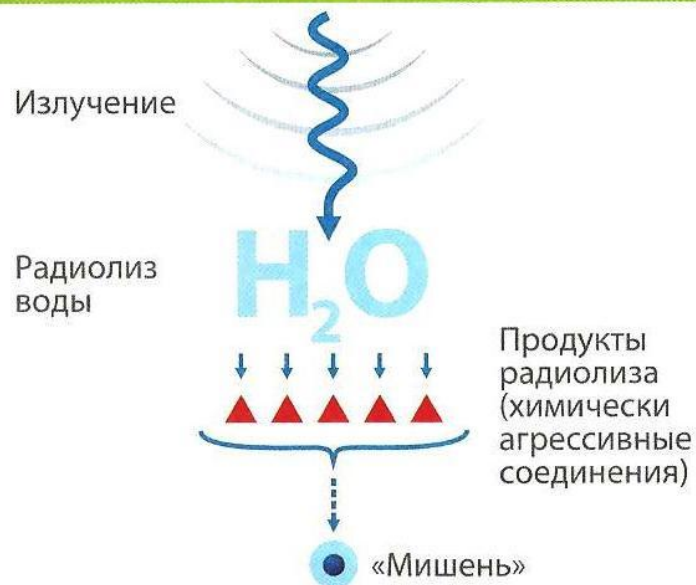 Излучение
Радиолиз
воды
H₂O
Продукты
радиолиза
(химически
агрессивные
соединения)
«Мишень»